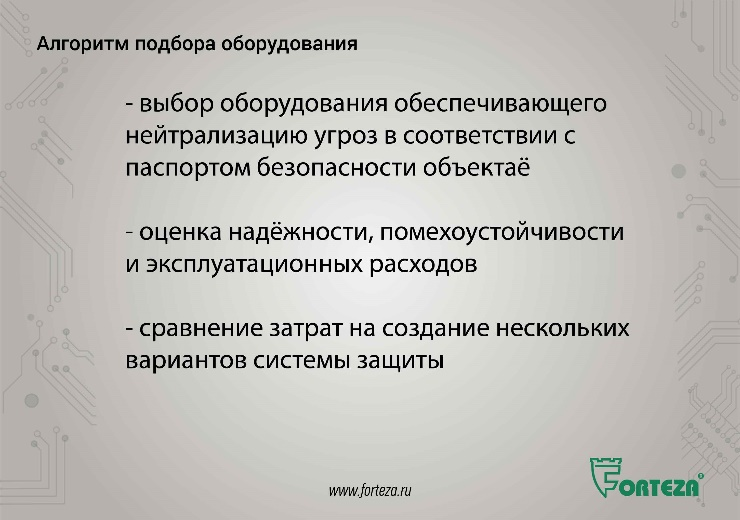 Алгоритм подбора оборудования
- выбор оборудования обеспечивающего
нейтрализацию угроз в соответствии с
паспортом безопасности объектаё
- оценка надёжности, помехоустойчивости
и эксплуатационных расходов
- сравнение затрат на создание нескольких
вариантов системы защиты
www.forteza.ru
FORTEZA